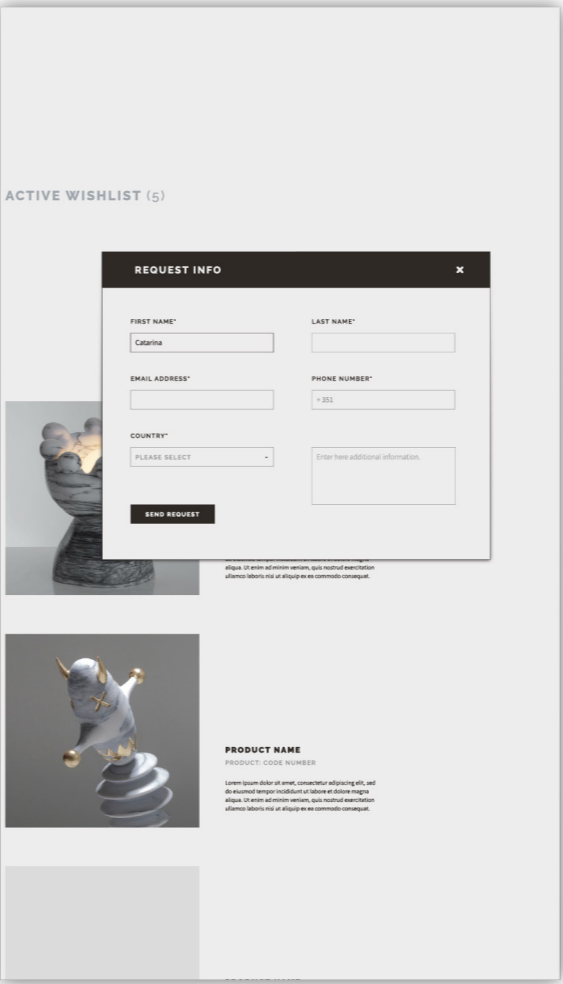 ACTIVE WISHLIST (5)
REQUEST INFO ×
FIRST NAME* LAST NAME*
Catarina
EMAIL ADDRESS* PHONE NUMBER*
+ 351
COUNTRY*
PLEASE SELECT
Enter here additional information.
SEND REQUEST
aliqua. Ut enim ad minim veniam, quis nostrud exercitation
ullamco laboris nisi ut aliquip ex ea commodo consequat.
PRODUCT NAME
PRODUCT: CODE NUMBER
Lorem ipsum dolor sit amet, consectetur adipiscing elit, sed
do eiusmod tempor incididunt ut labore et dolore magna
aliqua. Ut enim ad minim veniam, quis nostrud exercitation
ullamco laboris nisi ut aliquip ex ea commodo consequat.